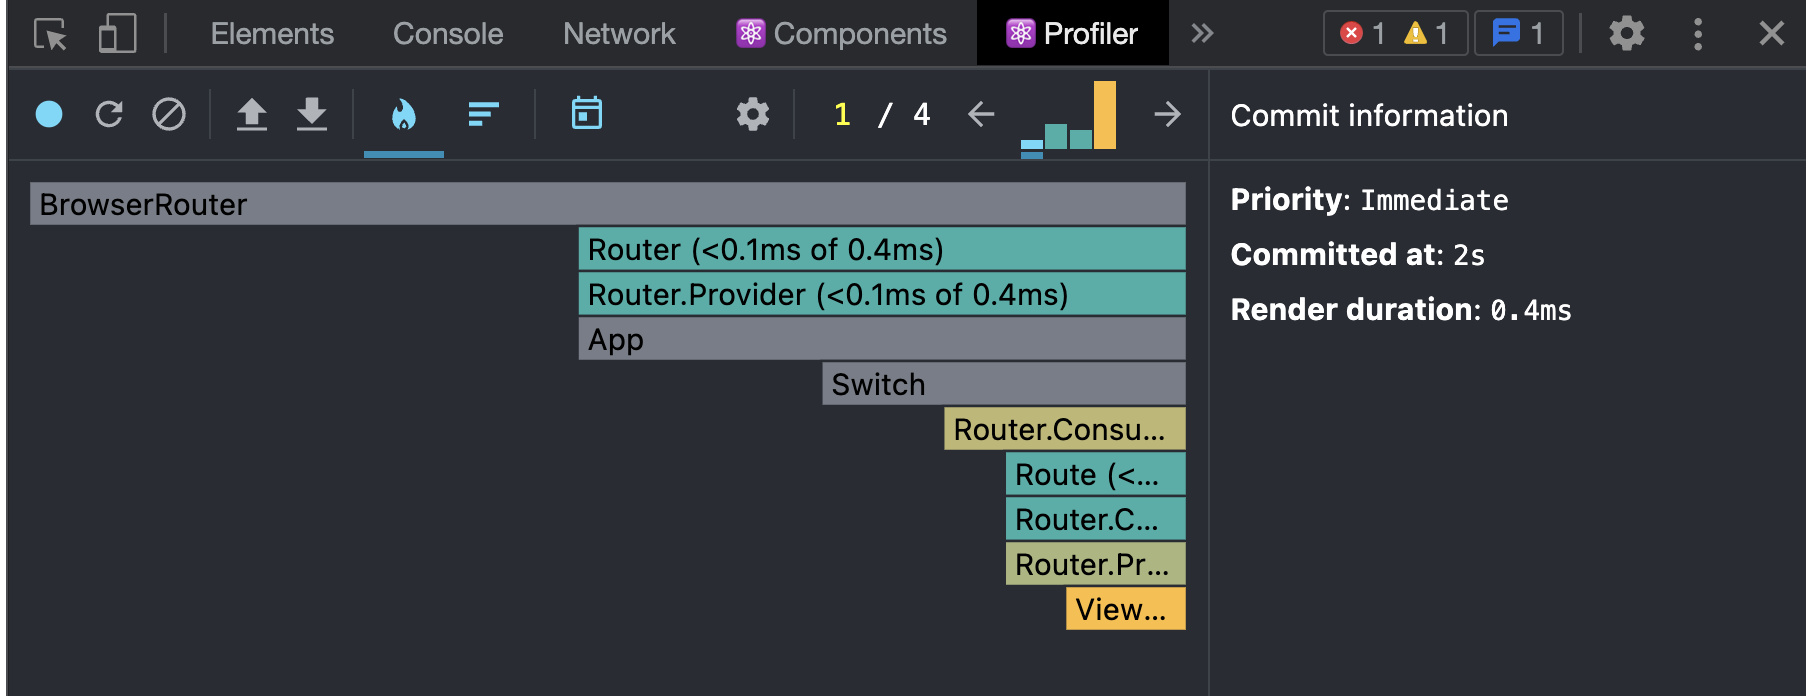 Elements Console Network Components Profiler » 1 1 1
1 / 4
Commit information
BrowserRouter
Router (<0.1ms of 0.4ms)
Router.Provider (<0.1ms of 0.4ms)
App
Switch
Router.Consu...
Route (<...
Router.C...
Router.Pr...
View...
Priority: Immediate
Committed at: 2s
Render duration: 0.4ms